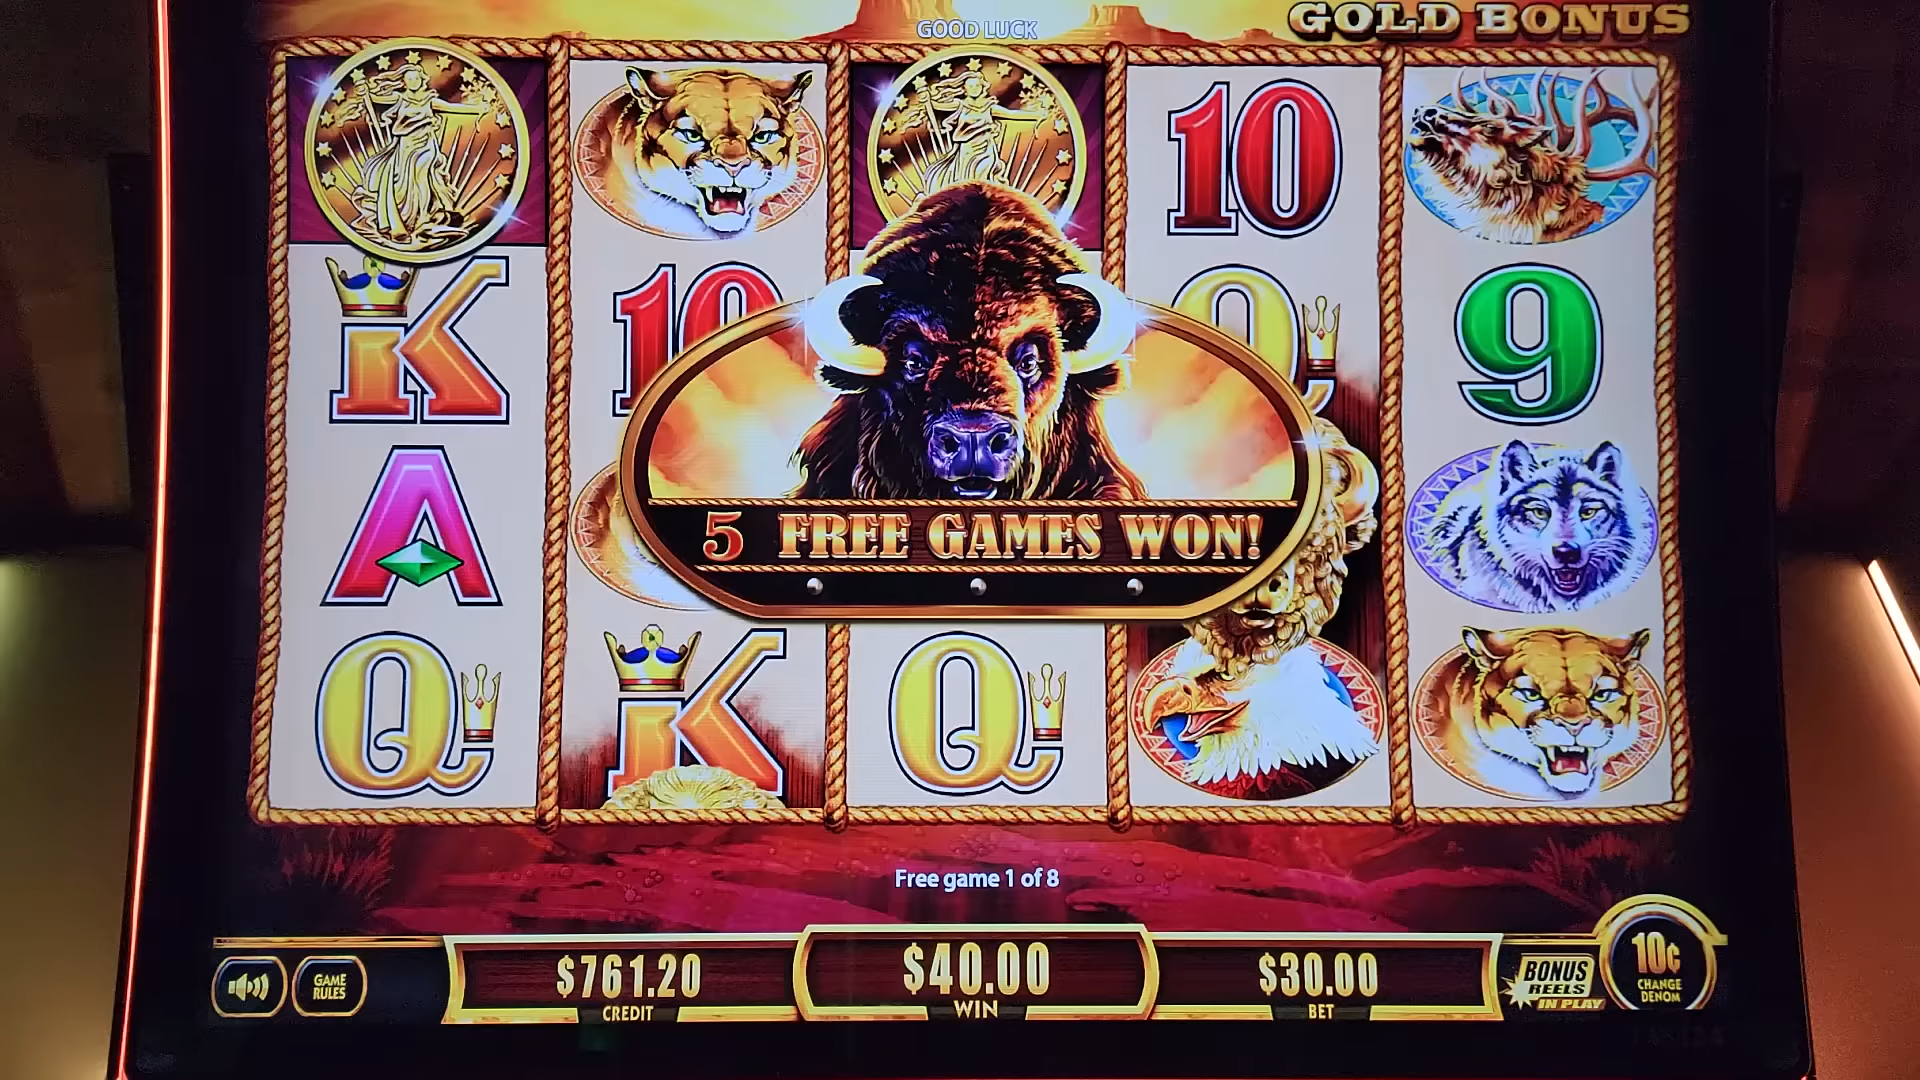 GOOD LUCK
GOLD BONUS
10
K
10
Q
9
A
5 FREE GAMES WON!
Q
K
Q
Free game 1 of 8
GAME
RULES
$761.20
CREDIT
$40.00
WIN
$30.00
BET
BONUS
REELS
IN PLAY
10¢
CHANGE
DENOM